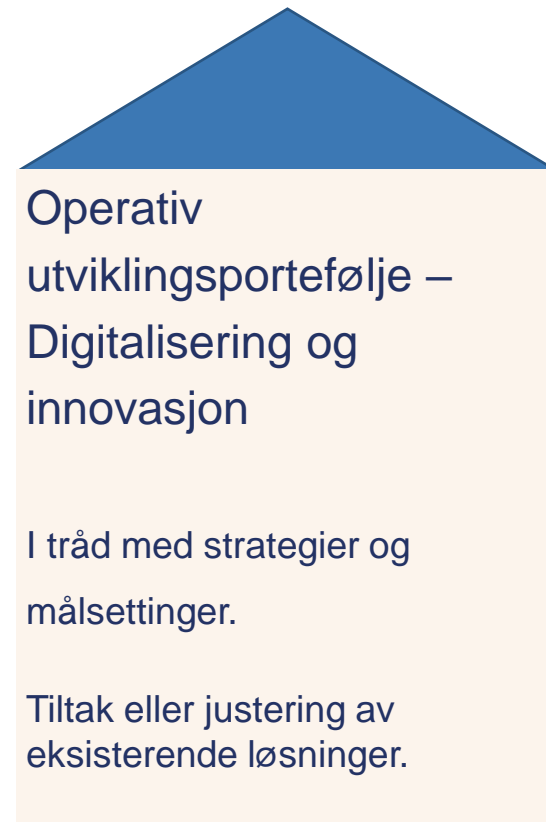 Operativ
utviklingsportefølje –
Digitalisering og
innovasjon
I tråd med strategier og
målsettinger.
Tiltak eller justering av
eksisterende løsninger.